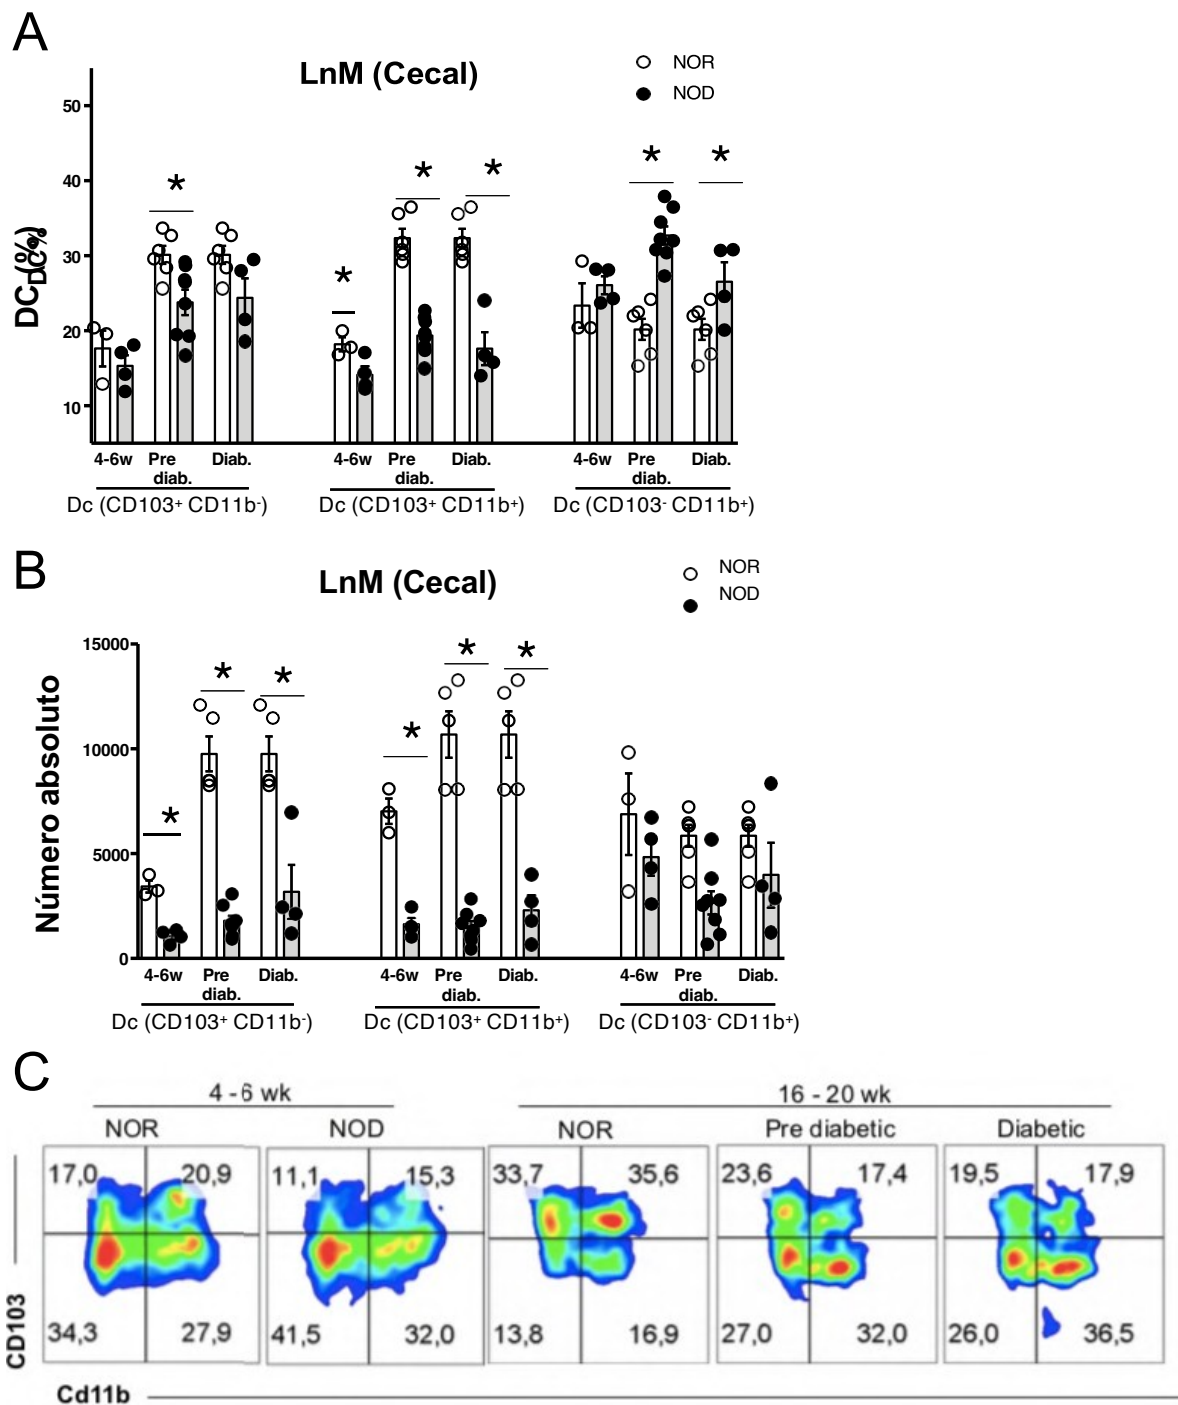 A
LnM (Cecal)
NOR
NOD
DC (%)
50
40
30
20
10
* * * * * *
4-6w Pre diab. Diab. 4-6w Pre diab. Diab. 4-6w Pre diab. Diab.
Dc (CD103+ CD11b-) Dc (CD103+ CD11b+) Dc (CD103- CD11b+)
B
LnM (Cecal)
NOR
NOD
Número absoluto
15000
10000
5000
0
* * * * * *
4-6w Pre diab. Diab. 4-6w Pre diab. Diab. 4-6w Pre diab. Diab.
Dc (CD103+ CD11b-) Dc (CD103+ CD11b+) Dc (CD103- CD11b+)
C
4 - 6 wk 16 - 20 wk
NOR NOD NOR Pre diabetic Diabetic
17,0 20,9 11,1 15,3 33,7 35,6 23,6 17,4 19,5 17,9
34,3 27,9 41,5 32,0 13,8 16,9 27,0 32,0 26,0 36,5
CD103
Cd11b